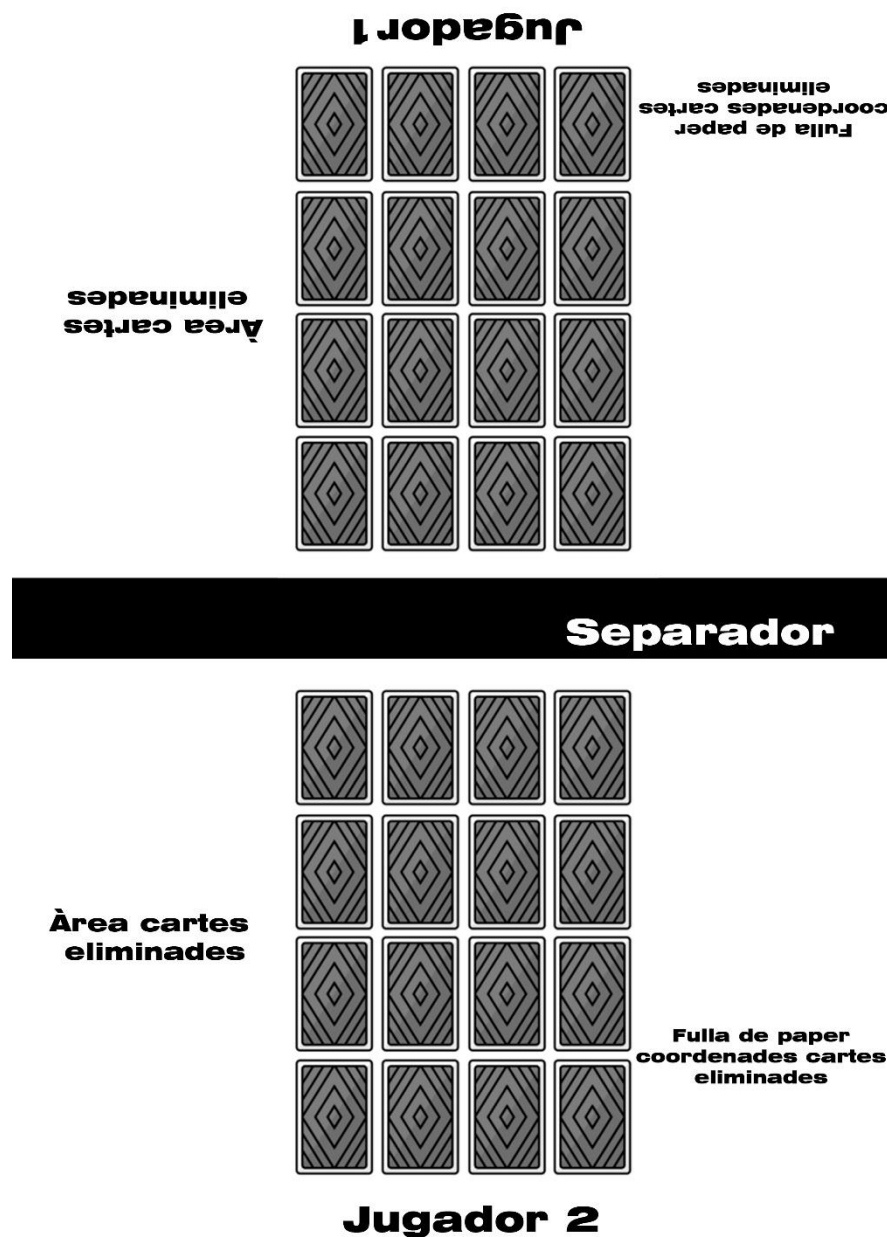 Jugador 1
Fulla de paper
coordenades cartes
eliminades
Àrea cartes
eliminades
Separador
Àrea cartes
eliminades
Fulla de paper
coordenades cartes
eliminades
Jugador 2